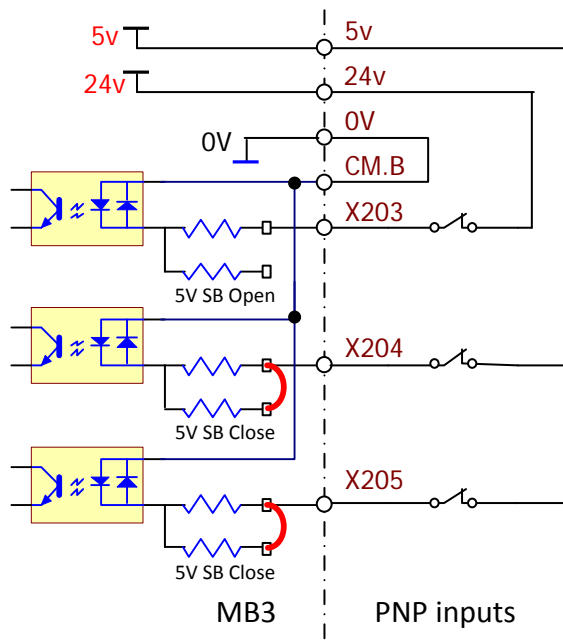 5v
5v
24v
24v
0V
0V
CM.B
X203
5V SB Open
X204
5V SB Close
X205
5V SB Close
MB3
PNP inputs